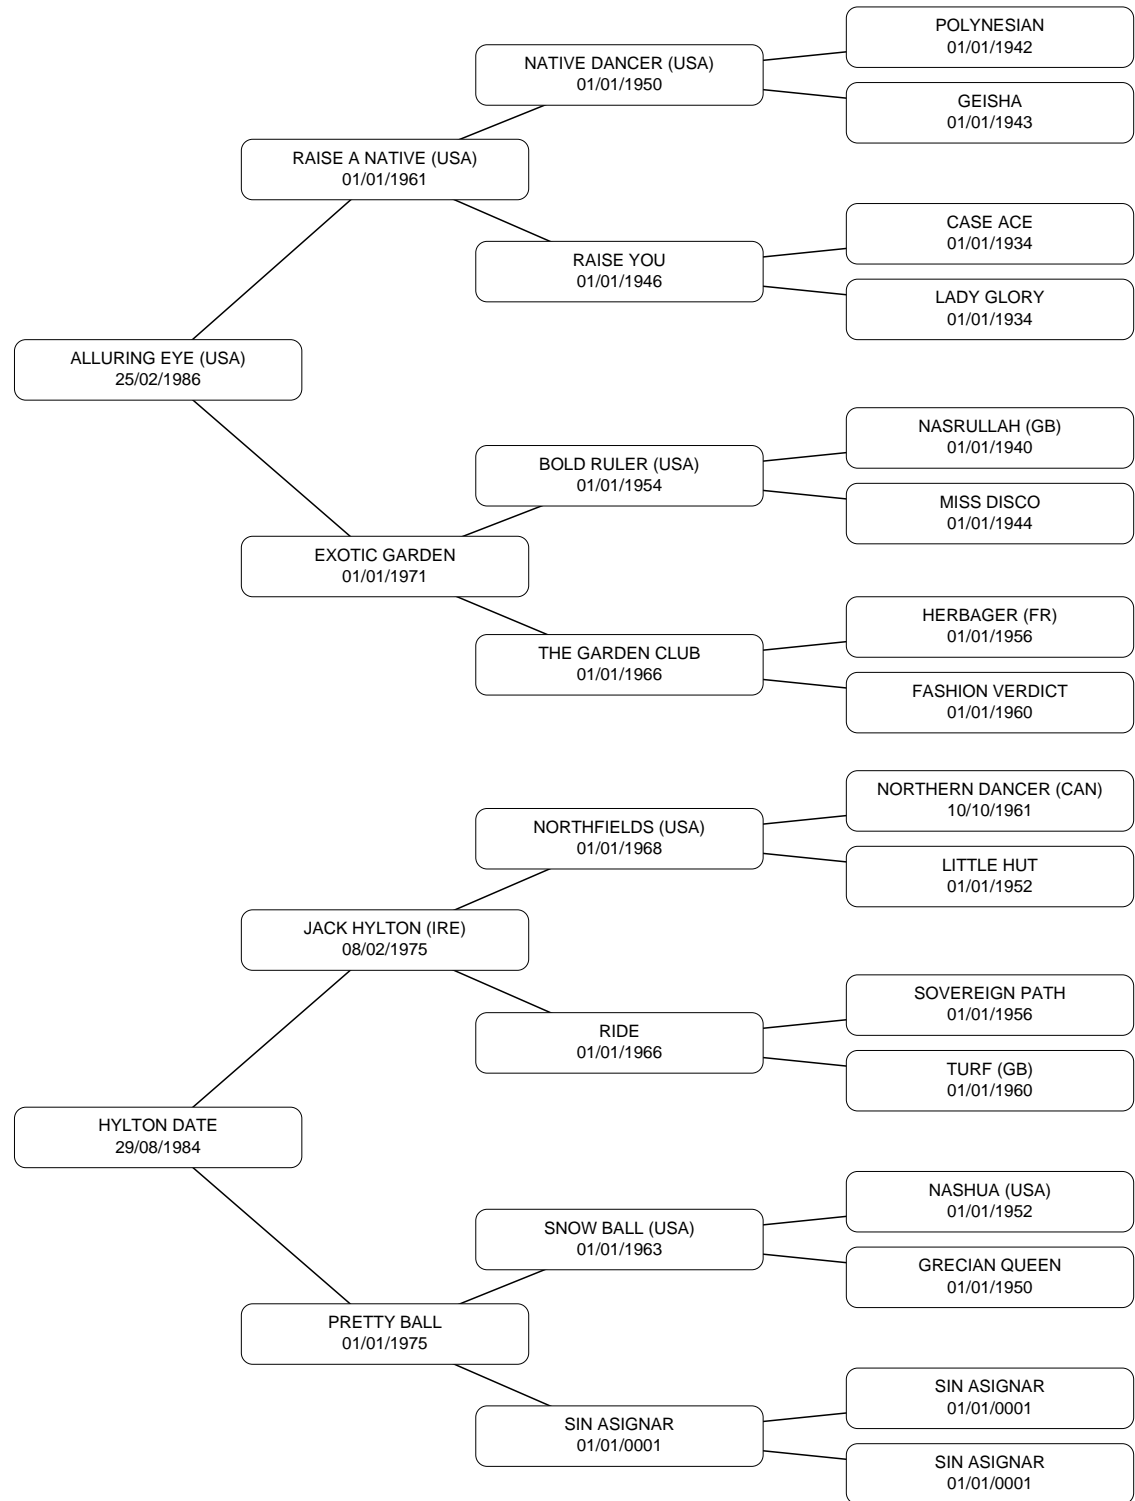 POLYNESIAN
01/01/1942
NATIVE DANCER (USA)
01/01/1950
GEISHA
01/01/1943
RAISE A NATIVE (USA)
01/01/1961
CASE ACE
01/01/1934
RAISE YOU
01/01/1946
LADY GLORY
01/01/1934
ALLURING EYE (USA)
25/02/1986
NASRULLAH (GB)
01/01/1940
BOLD RULER (USA)
01/01/1954
MISS DISCO
01/01/1944
EXOTIC GARDEN
01/01/1971
HERBAGER (FR)
01/01/1956
THE GARDEN CLUB
01/01/1966
FASHION VERDICT
01/01/1960
NORTHERN DANCER (CAN)
10/10/1961
NORTHFIELDS (USA)
01/01/1968
LITTLE HUT
01/01/1952
JACK HYLTON (IRE)
08/02/1975
SOVEREIGN PATH
01/01/1956
RIDE
01/01/1966
TURF (GB)
01/01/1960
HYLTON DATE
29/08/1984
NASHUA (USA)
01/01/1952
SNOW BALL (USA)
01/01/1963
GRECIAN QUEEN
01/01/1950
PRETTY BALL
01/01/1975
SIN ASIGNAR
01/01/0001
SIN ASIGNAR
01/01/0001
SIN ASIGNAR
01/01/0001